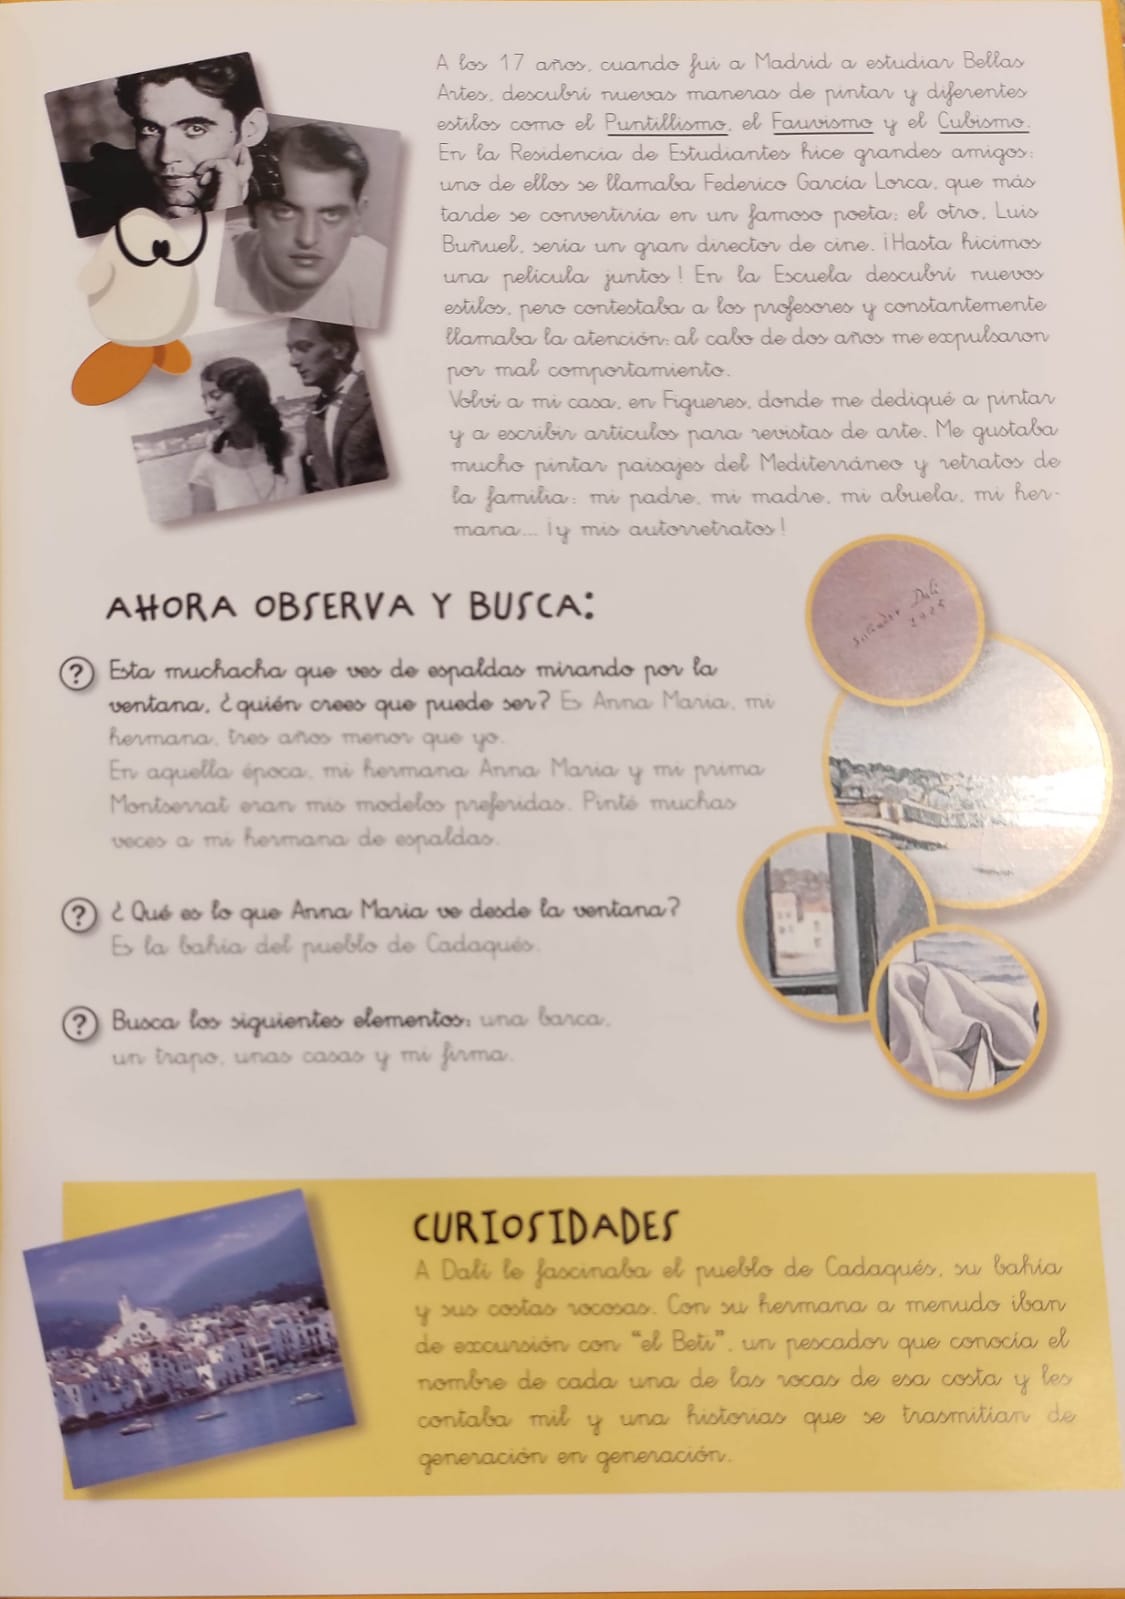 A los 17 años, cuando fui a Madrid a estudiar Bellas
Artes, descubrí nuevas maneras de pintar y diferentes
estilos como el Puntillismo, el Fauvismo y el Cubismo.
En la Residencia de Estudiantes hice grandes amigos:
uno de ellos se llamaba Federico García Lorca, que más
tarde se convertiría en un famoso poeta; el otro, Luis
Buñuel, sería un gran director de cine. ¡Hasta hicimos
una película juntos! En la Escuela descubrí nuevos
estilos, pero contestaba a los profesores y constantemente
llamaba la atención: al cabo de dos años me expulsaron
por mal comportamiento.
Volví a mi casa, en Figueres, donde me dediqué a pintar
y a escribir artículos para revistas de arte. Me gustaba
mucho pintar paisajes del Mediterráneo y retratos de
la familia: mi padre, mi madre, mi abuela, mi her-
mana... ¡y mis autorretratos!
AHORA OBSERVA Y BUSCA:
? Esta muchacha que ves de espaldas mirando por la
ventana, ¿quién crees que puede ser? Es Anna Maria, mi
hermana, tres años menor que yo.
En aquella época, mi hermana Anna Maria y mi prima
Montserrat eran mis modelos preferidas. Pinté muchas
veces a mi hermana de espaldas.
? ¿Qué es lo que Anna Maria ve desde la ventana?
Es la bahía del pueblo de Cadaqués.
? Busca los siguientes elementos: una barca,
un trapo, unas casas y mi firma.
Salvador Dalí
1925
CURIOSIDADES
A Dalí le fascinaba el pueblo de Cadaqués, su bahía
y sus costas rocosas. Con su hermana a menudo iban
de excursión con "el Beti", un pescador que conocía el
nombre de cada una de las rocas de esa costa y les
contaba mil y una historias que se trasmitían de
generación en generación.